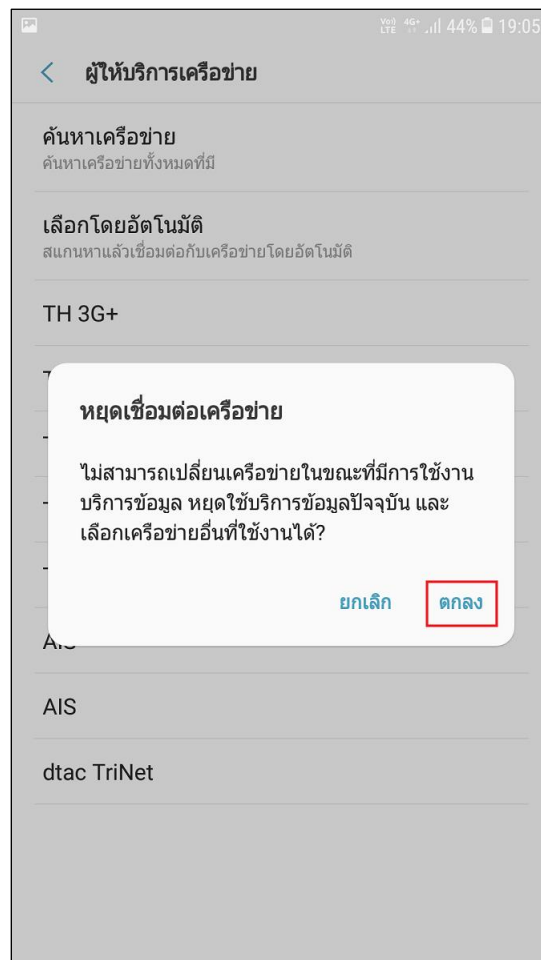 Vo)) LTE 4G+ 44% 19:05
ผู้ให้บริการเครือข่าย
ค้นหาเครือข่าย
ค้นหาเครือข่ายทั้งหมดที่มี
เลือกโดยอัตโนมัติ
สแกนหาแล้วเชื่อมต่อกับเครือข่ายโดยอัตโนมัติ
TH 3G+
หยุดเชื่อมต่อเครือข่าย
ไม่สามารถเปลี่ยนเครือข่ายในขณะที่มีการใช้งาน
บริการข้อมูล หยุดใช้บริการข้อมูลปัจจุบัน และ
เลือกเครือข่ายอื่นที่ใช้งานได้?
ยกเลิก ตกลง
AIS
dtac TriNet